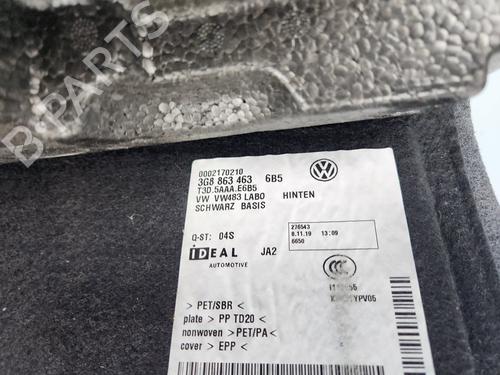 B-PARTS
0002170210
3G8 863 463 6B5
T3D.5AAA.E6B5
VW VW483 LABO HINTEN
SCHWARZ BASIS
Q-ST: 04S
IDEAL JA2
AUTOMOTIVE
276543
8.11.19 13:09
6650
> PET/SBR <
plate > PP TD20 <
nonwoven > PET/PA <
cover > EPP <